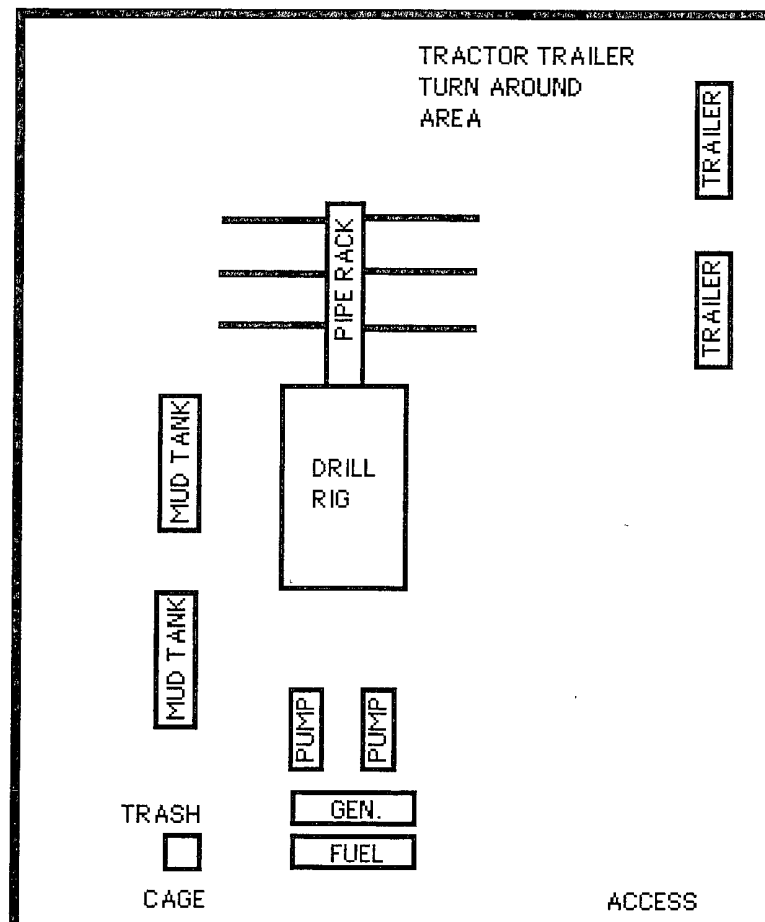 TRACTOR TRAILER
TURN AROUND
AREA
TRAILER
PIPE RACK
TRAILER
MUD TANK
DRILL
RIG
MUD TANK
PUMP
PUMP
TRASH
GEN.
FUEL
CAGE
ACCESS